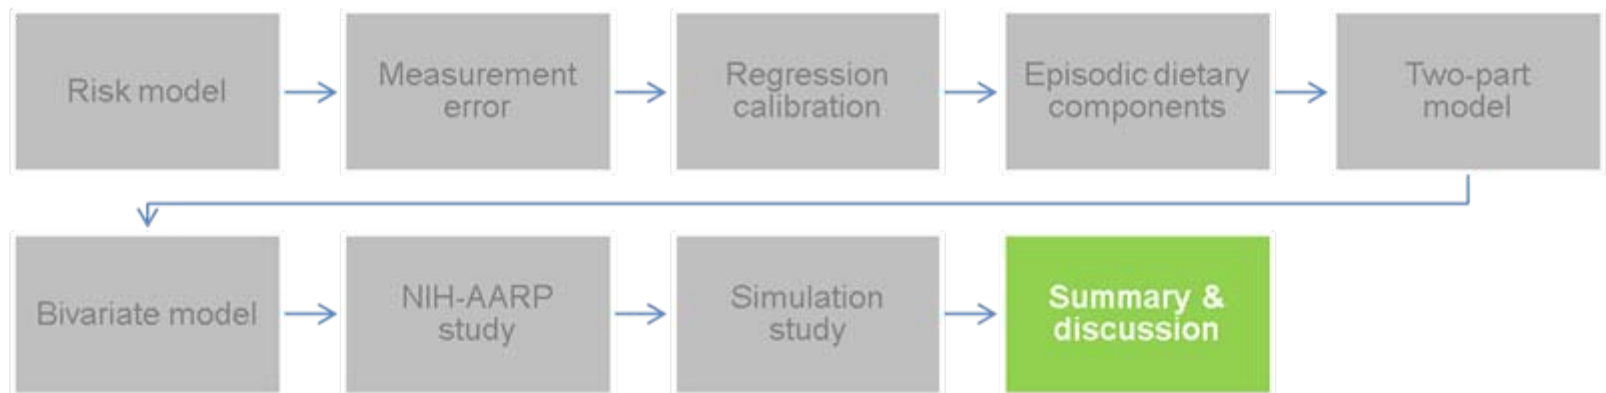 Risk model
Measurement
error
Regression
calibration
Episodic dietary
components
Two-part
model
Bivariate model
NIH-AARP
study
Simulation
study
Summary &
discussion